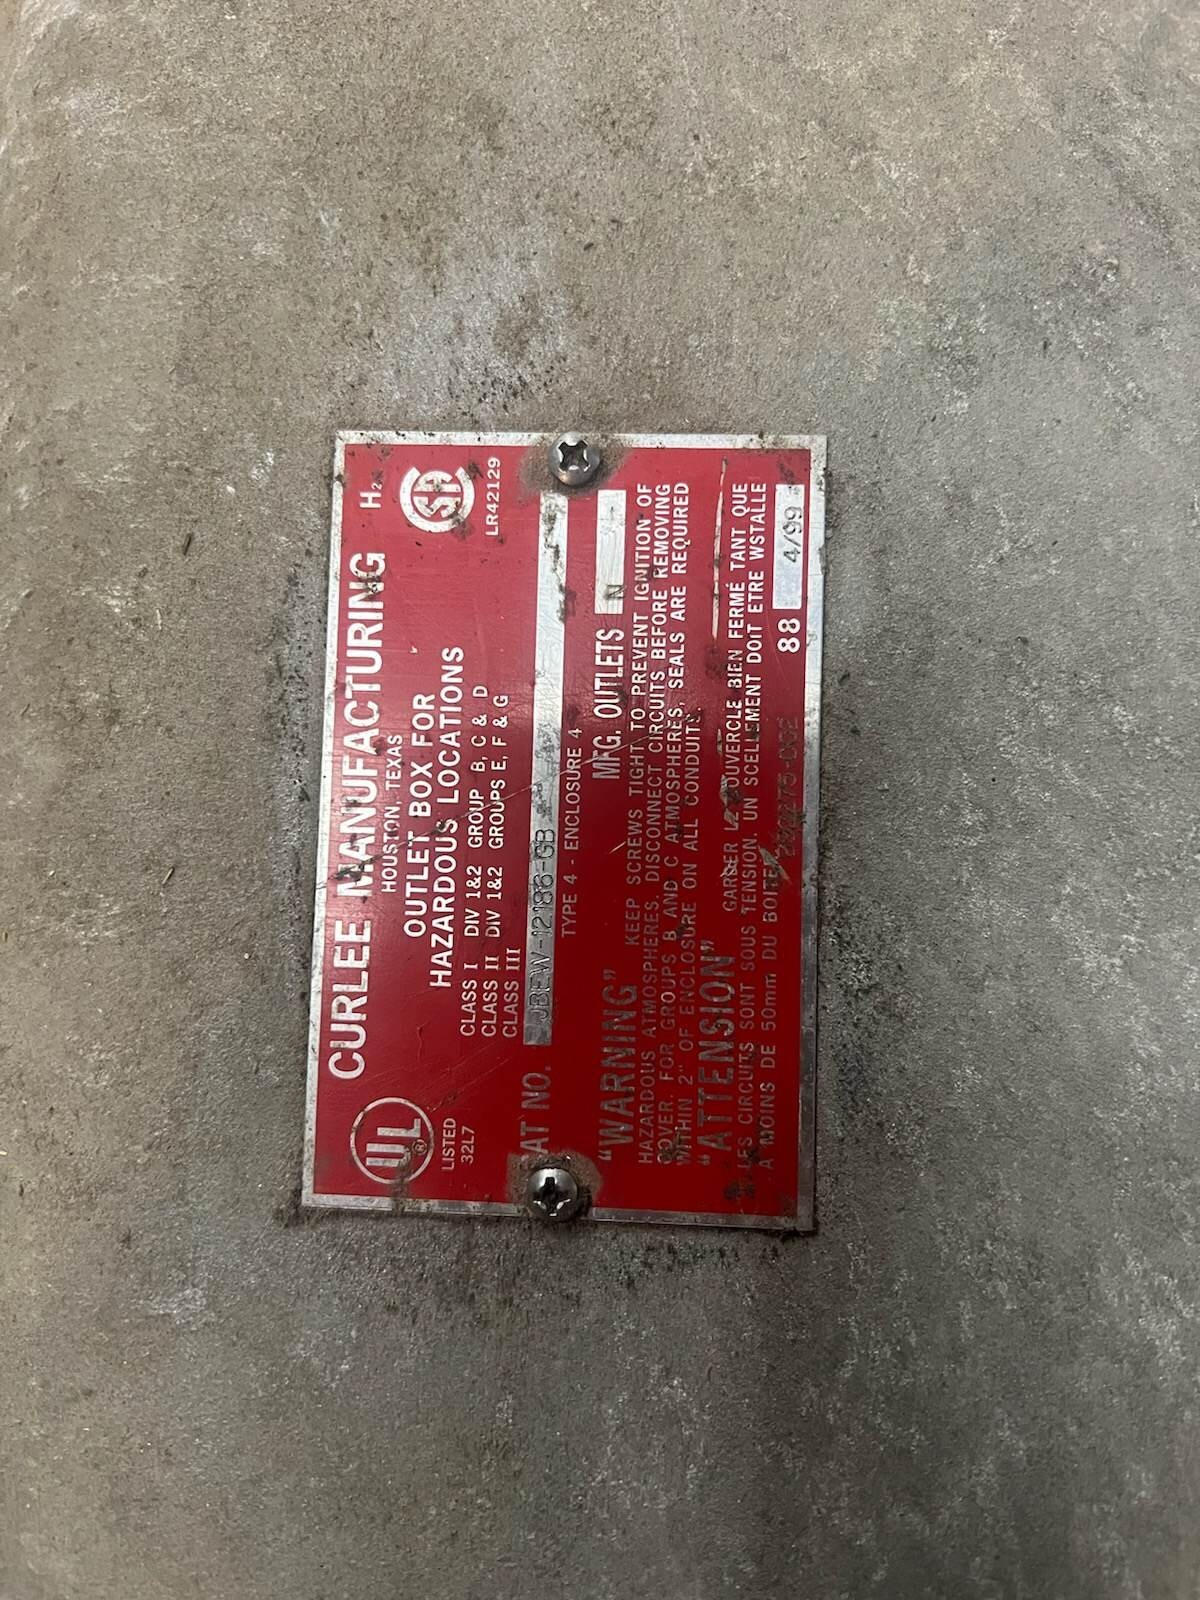 CURLEE MANUFACTURING H₂
HOUSTON, TEXAS
UL
®
LISTED
32L7
OUTLET BOX FOR
HAZARDOUS LOCATIONS
SA
LR42129
CLASS I DIV 1&2 GROUP B, C & D
CLASS II DIV 1&2 GROUPS E, F & G
CLASS III
CAT NO. JBEW-12186-GB
TYPE 4 - ENCLOSURE 4
MFG. OUTLETS N
"WARNING" KEEP SCREWS TIGHT TO PREVENT IGNITION OF
HAZARDOUS ATMOSPHERES. DISCONNECT CIRCUITS BEFORE REMOVING
COVER. FOR GROUPS B AND C ATMOSPHERES, SEALS ARE REQUIRED
WITHIN 2" OF ENCLOSURE ON ALL CONDUITS.
"ATTENSION" GARDER LE COUVERCLE BIEN FERMÉ TANT QUE
LES CIRCUITS SONT SOUS TENSION. UN SCELLEMENT DOIT ETRE WSTALLE
A MOINS DE 50mm DU BOITE
88 4/99